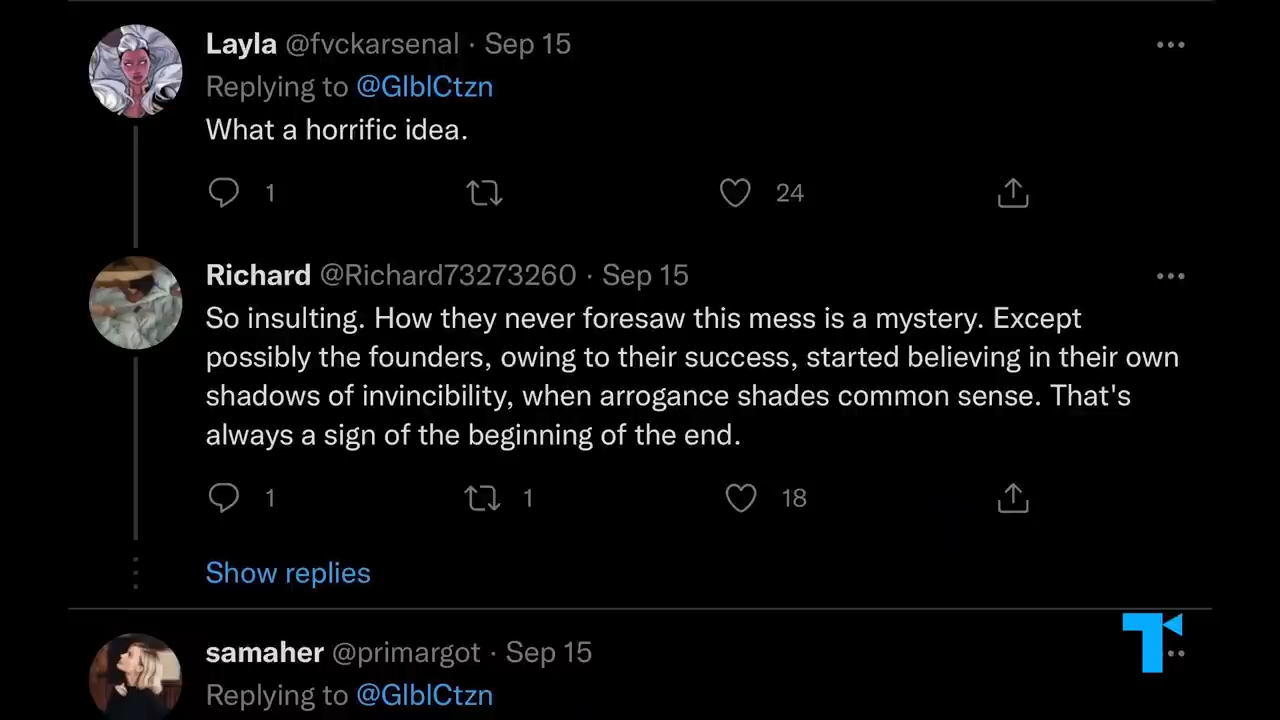 Layla @fvckarsenal · Sep 15
Replying to @GlblCtzn
What a horrific idea.
1 24
Richard @Richard73273260 · Sep 15
So insulting. How they never foresaw this mess is a mystery. Except
possibly the founders, owing to their success, started believing in their own
shadows of invincibility, when arrogance shades common sense. That's
always a sign of the beginning of the end.
1 1 18
Show replies
samaher @primargot · Sep 15
Replying to @GlblCtzn